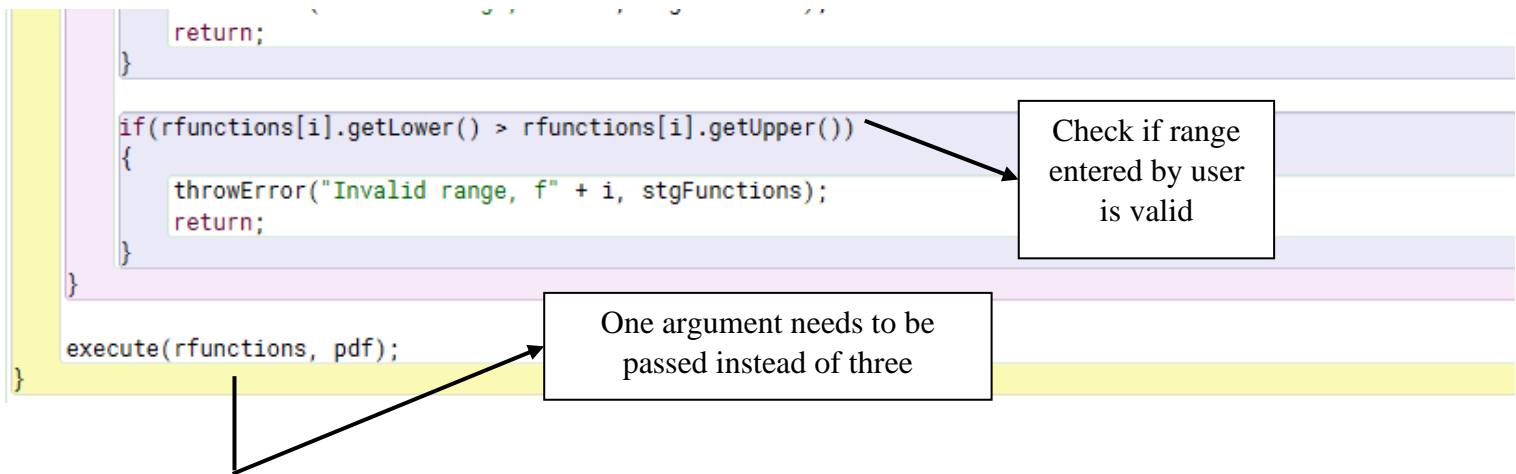 return;
}
if(rfunctions[i].getLower() > rfunctions[i].getUpper())
{
throwError("Invalid range, f" + i, stgFunctions);
return;
}
}
execute(rfunctions, pdf);
}
Check if range
entered by user
is valid
One argument needs to be
passed instead of three